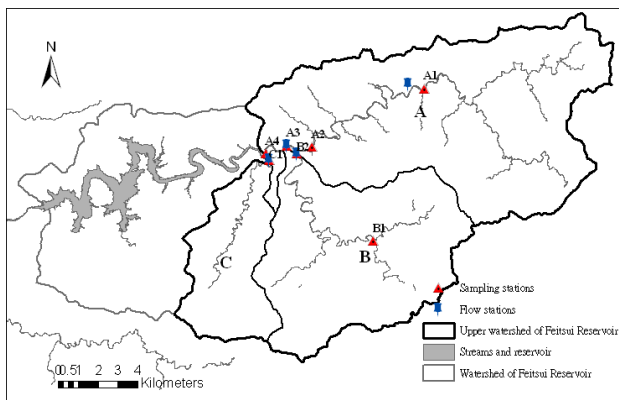 N
A1
A
A3
A2
A4
C1
B2
B1
B
C
Sampling stations
Flow stations
Upper watershed of Feitsui Reservoir
Streams and reservoir
Watershed of Feitsui Reservoir
0 0.5 1 2 3 4
Kilometers